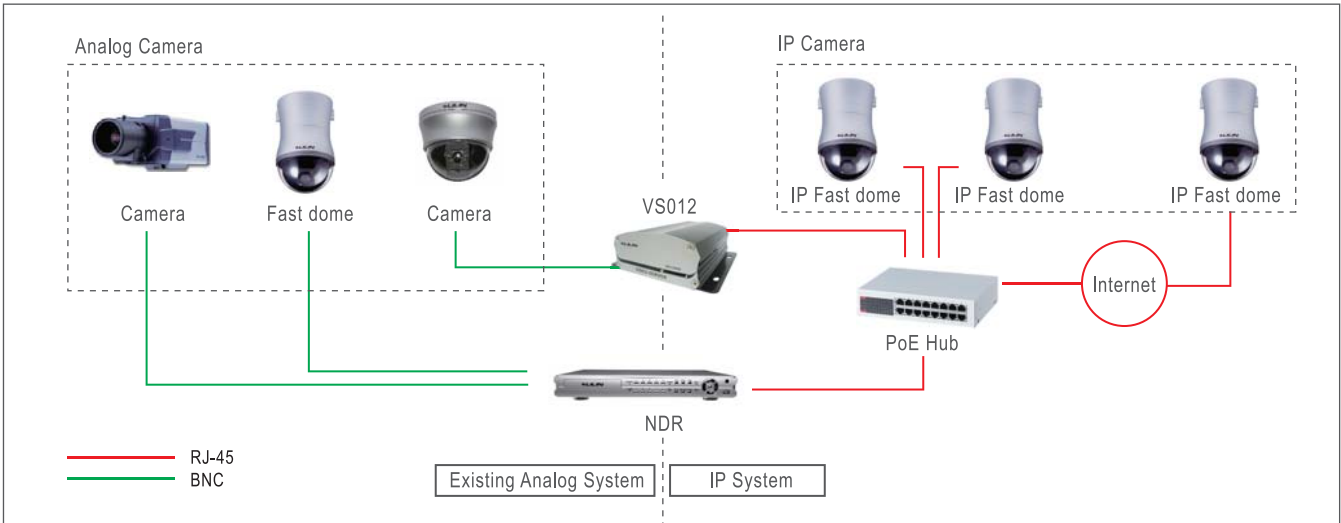 Analog Camera
IP Camera
Camera
Fast dome
Camera
VS012
IP Fast dome
IP Fast dome
IP Fast dome
Internet
PoE Hub
NDR
RJ-45
BNC
Existing Analog System
IP System